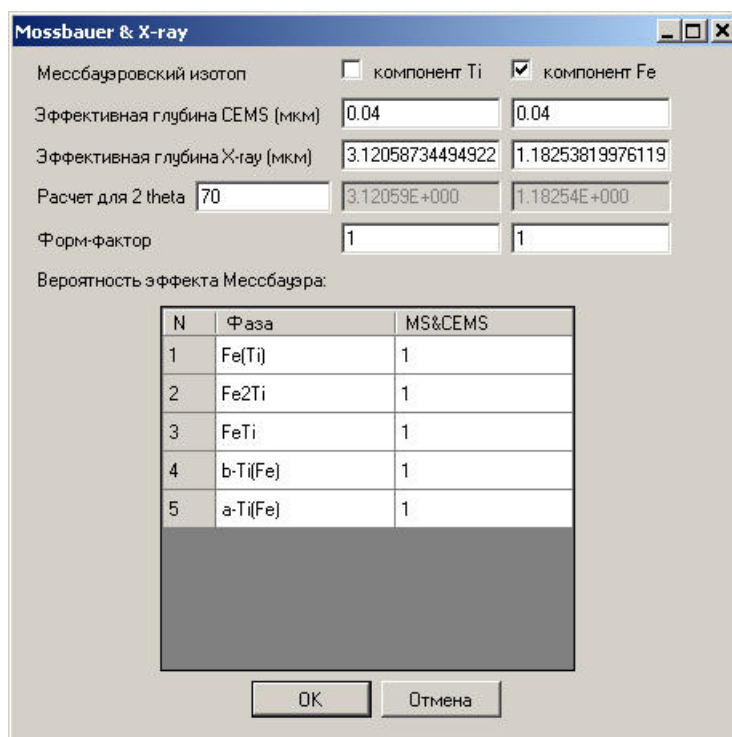 Mossbauer & X-ray
Мессбауэровский изотоп компонент Ti компонент Fe
Эффективная глубина CEMS (мкм) 0.04 0.04
Эффективная глубина X-ray (мкм) 3.12058734494922 1.18253819976119
Расчет для 2 theta 70 3.12059E+000 1.18254E+000
Форм-фактор 1 1
Вероятность эффекта Мессбауэра:
N Фаза MS&CEMS
1 Fe(Ti) 1
2 Fe2Ti 1
3 FeTi 1
4 b-Ti(Fe) 1
5 a-Ti(Fe) 1
OK Отмена